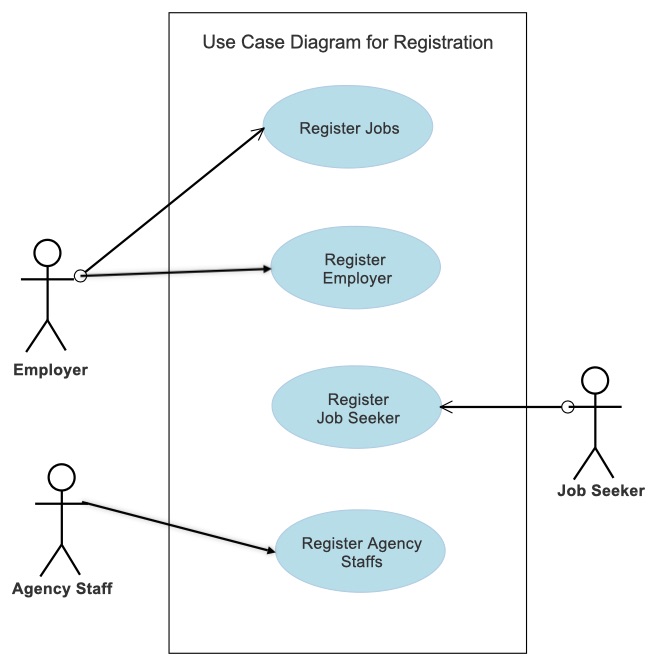 Use Case Diagram for Registration
Register Jobs
Register
Employer
Employer
Register
Job Seeker
Job Seeker
Register Agency
Staffs
Agency Staff